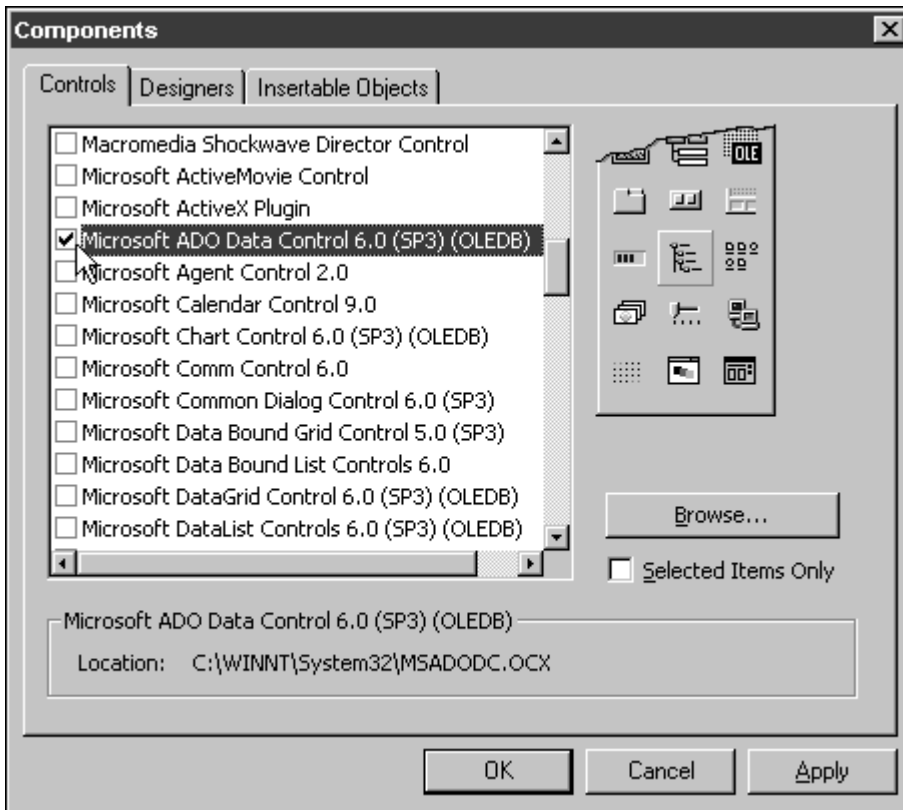 Components
Controls Designers Insertable Objects
Macromedia Shockwave Director Control
Microsoft ActiveMovie Control
Microsoft ActiveX Plugin
Microsoft ADO Data Control 6.0 (SP3) (OLEDB)
Microsoft Agent Control 2.0
Microsoft Calendar Control 9.0
Microsoft Chart Control 6.0 (SP3) (OLEDB)
Microsoft Comm Control 6.0
Microsoft Common Dialog Control 6.0 (SP3)
Microsoft Data Bound Grid Control 5.0 (SP3)
Microsoft Data Bound List Controls 6.0
Microsoft DataGrid Control 6.0 (SP3) (OLEDB)
Microsoft DataList Controls 6.0 (SP3) (OLEDB)
OLE
Browse...
Selected Items Only
Microsoft ADO Data Control 6.0 (SP3) (OLEDB)
Location: C:\WINNT\System32\MSADODC.OCX
OK Cancel Apply